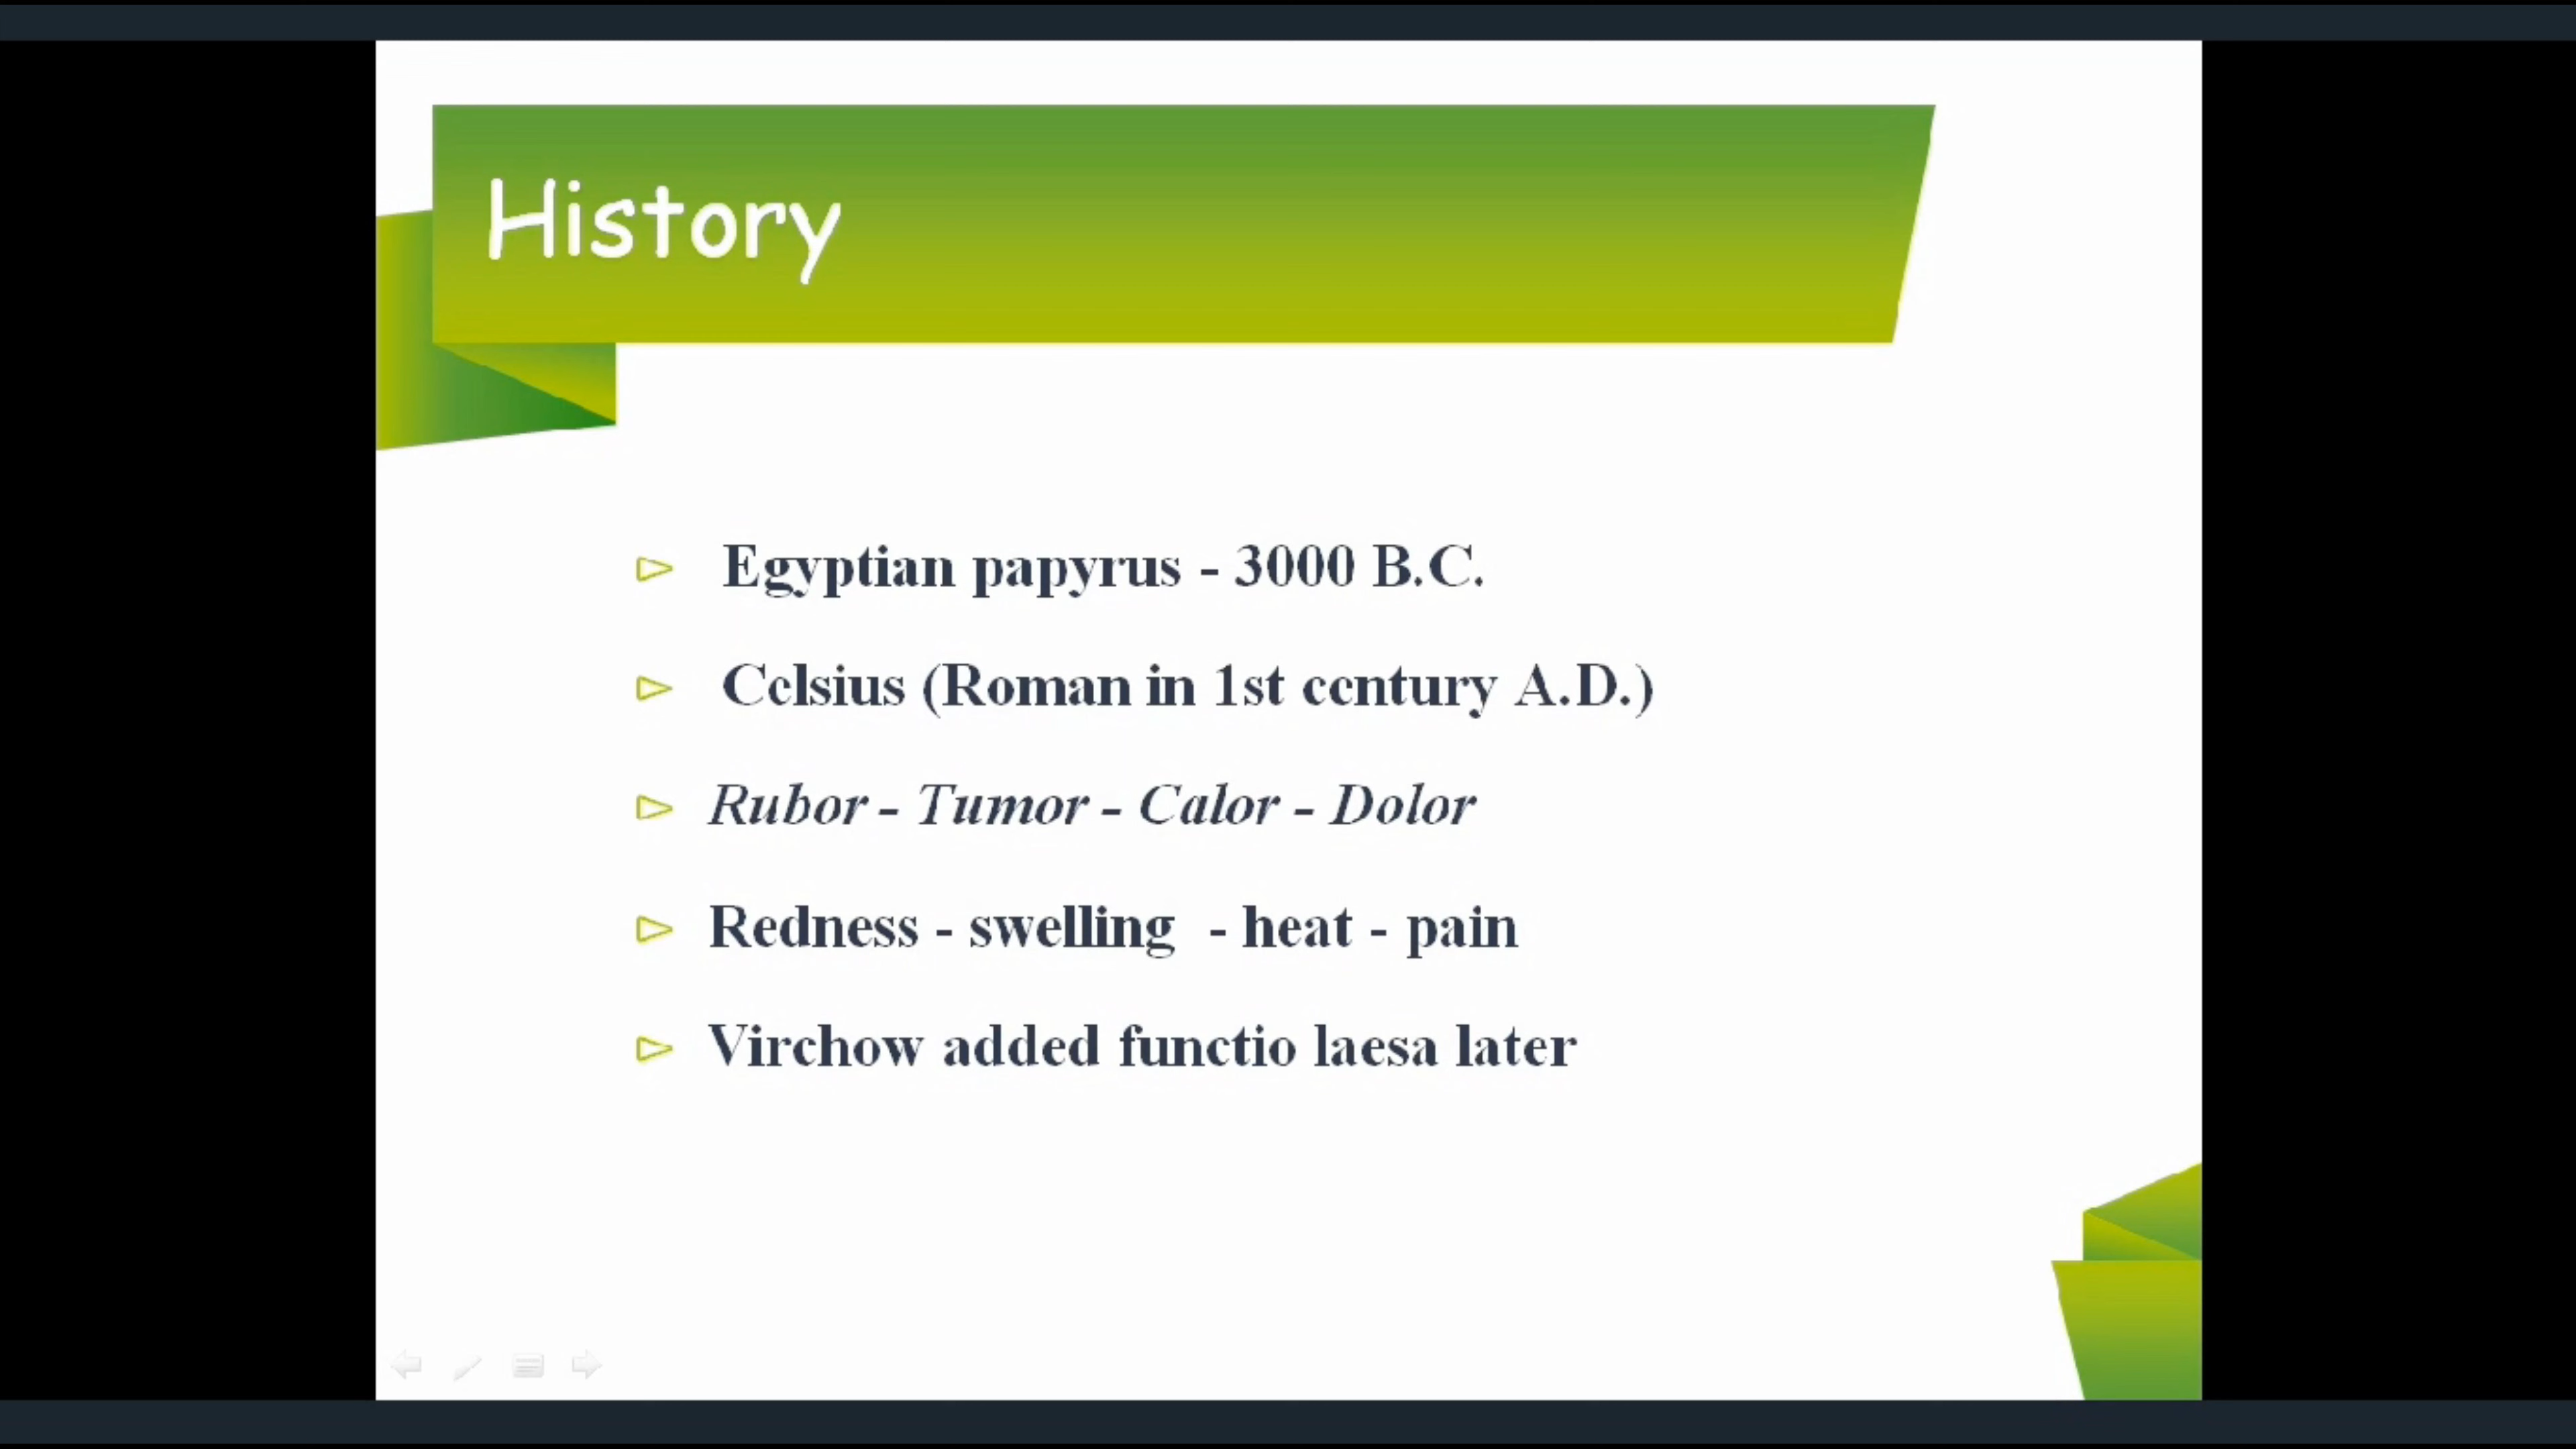 History
Egyptian papyrus - 3000 B.C.
Celsius (Roman in 1st century A.D.)
Rubor - Tumor - Calor - Dolor
Redness - swelling - heat - pain
Virchow added functio laesa later